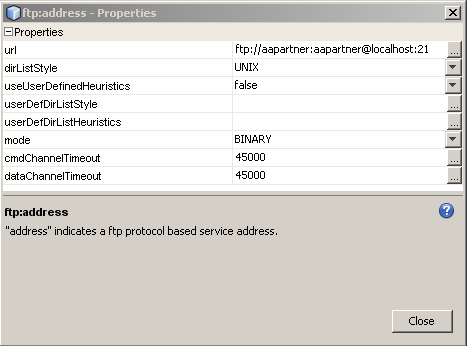 ftp:address - Properties
Properties
url ftp://aapartner:aapartner@localhost:21 ...
dirListStyle UNIX
useUserDefinedHeuristics false
userDefDirListStyle ...
userDefDirListHeuristics ...
mode BINARY
cmdChannelTimeout 45000 ...
dataChannelTimeout 45000 ...
ftp:address
"address" indicates a ftp protocol based service address.
Close